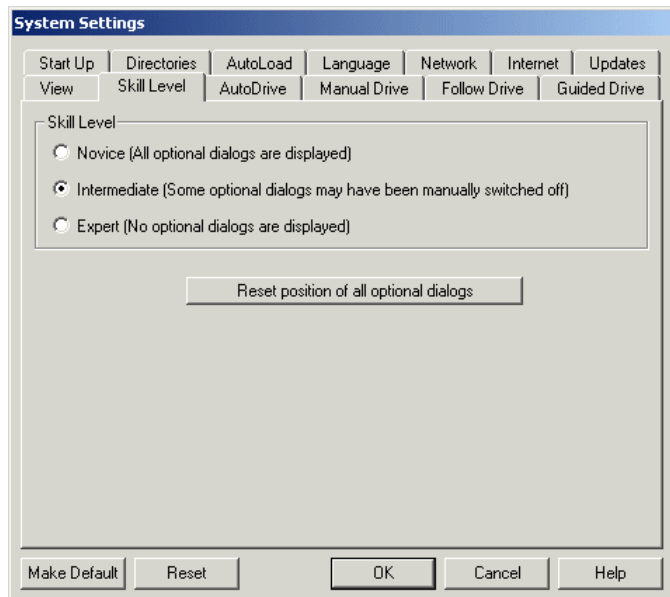 System Settings
Start Up Directories AutoLoad Language Network Internet Updates
View Skill Level AutoDrive Manual Drive Follow Drive Guided Drive
Skill Level
Novice (All optional dialogs are displayed)
Intermediate (Some optional dialogs may have been manually switched off)
Expert (No optional dialogs are displayed)
Reset position of all optional dialogs
Make Default Reset OK Cancel Help